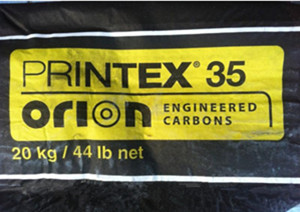 PRINTEX® 35
orion ENGINEERED CARBONS
20 kg / 44 lb net